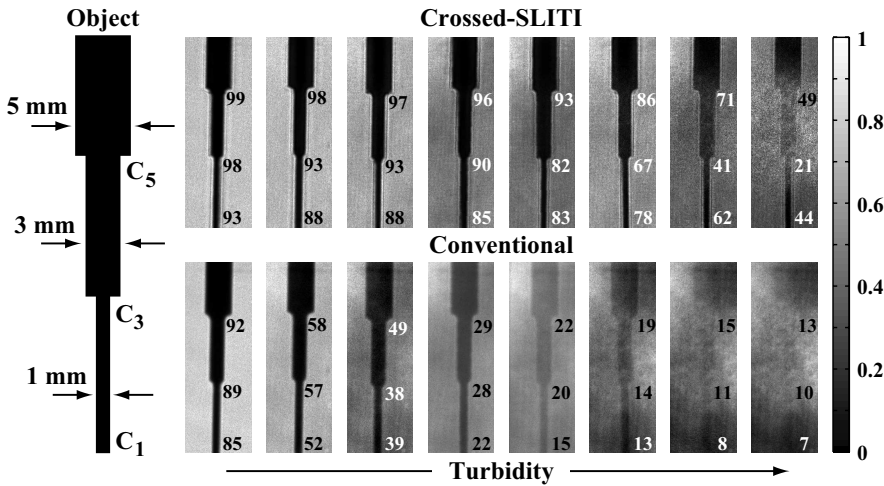 Object
Crossed-SLITI
5 mm
C5
3 mm
C3
1 mm
C1
99 98 97 96 93 86 71 49
98 93 93 90 82 67 41 21
93 88 88 85 83 78 62 44
Conventional
92 58 49 29 22 19 15 13
89 57 38 28 20 14 11 10
85 52 39 22 15 13 8 7
Turbidity
1
0.8
0.6
0.4
0.2
0